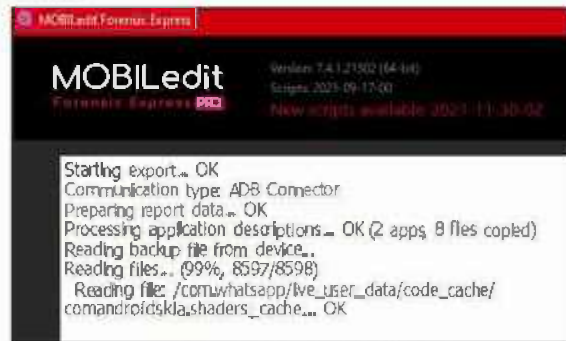 MOBILedit Forensic Express
MOBILedit
Forensic Express PRO
Version: 7.4.1.21502 (64-bit)
Scripts: 2021-09-17-00
New scripts available 2021-11-30-02
Starting export... OK
Communication type: ADB Connector
Preparing report data... OK
Processing application descriptions... OK (2 apps, 8 files copied)
Reading backup file from device...
Reading files... (99%, 8597/8598)
Reading file: /com.whatsapp/live_user_data/code_cache/
com.android.skia.shaders_cache... OK